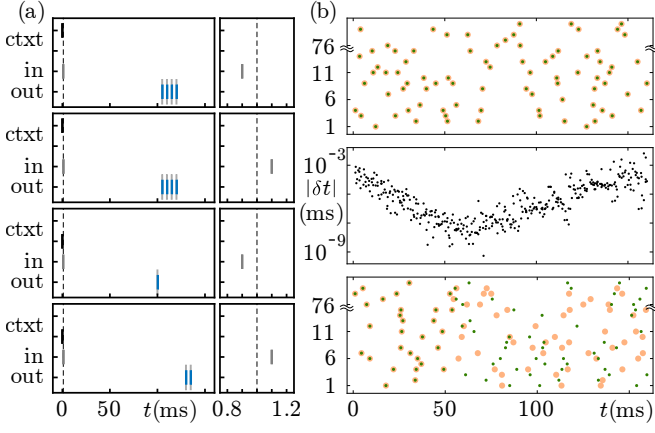 (a)
ctxt
in
out
ctxt
in
out
ctxt
in
out
ctxt
in
out
0 50 t(ms) 0.8 1.2
(b)
76
11
6
1
10⁻³
|δt|
(ms)
10⁻⁹
76
11
6
1
0 50 100 t(ms)